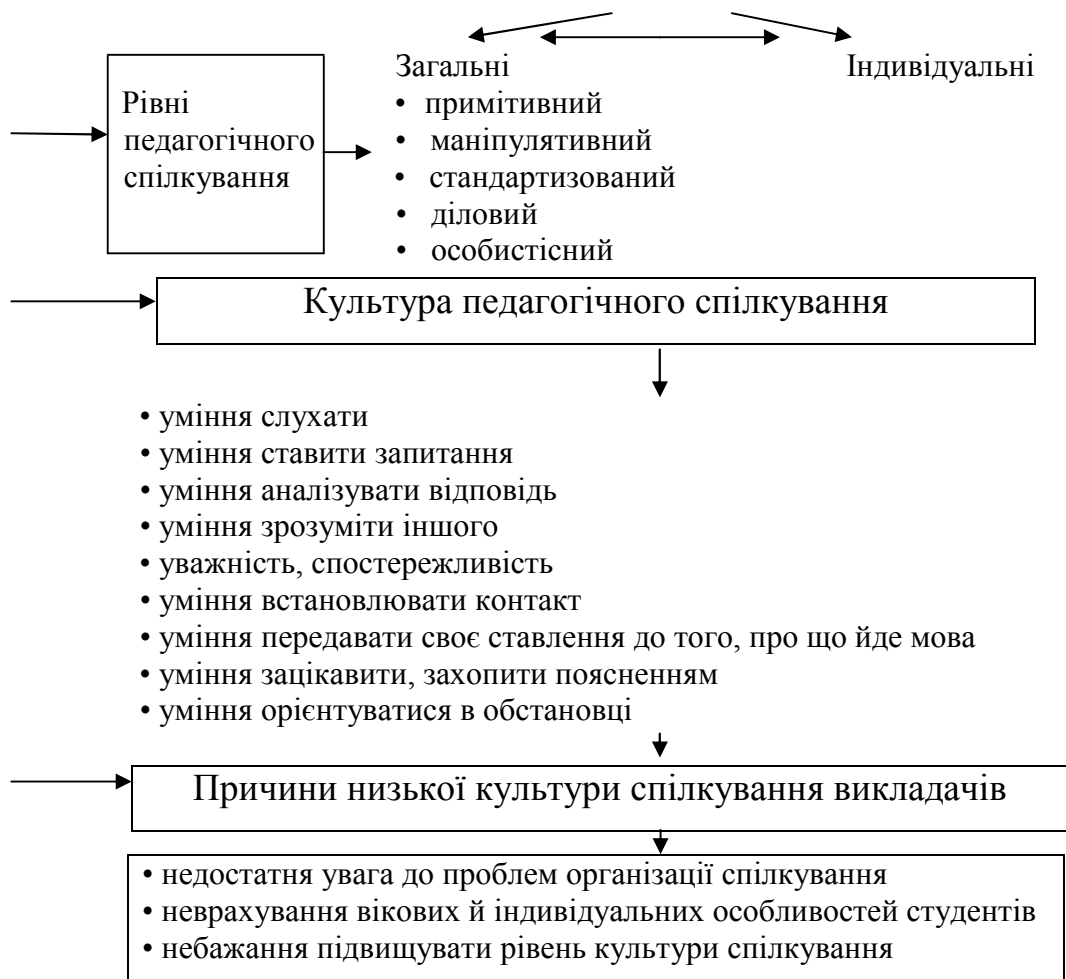 Загальні
Індивідуальні
Рівні
педагогічного
спілкування
• примітивний
• маніпулятивний
• стандартизований
• діловий
• особистісний
Культура педагогічного спілкування
• уміння слухати
• уміння ставити запитання
• уміння аналізувати відповідь
• уміння зрозуміти іншого
• уважність, спостережливість
• уміння встановлювати контакт
• уміння передавати своє ставлення до того, про що йде мова
• уміння зацікавити, захопити поясненням
• уміння орієнтуватися в обстановці
Причини низької культури спілкування викладачів
• недостатня увага до проблем організації спілкування
• неврахування вікових й індивідуальних особливостей студентів
• небажання підвищувати рівень культури спілкування